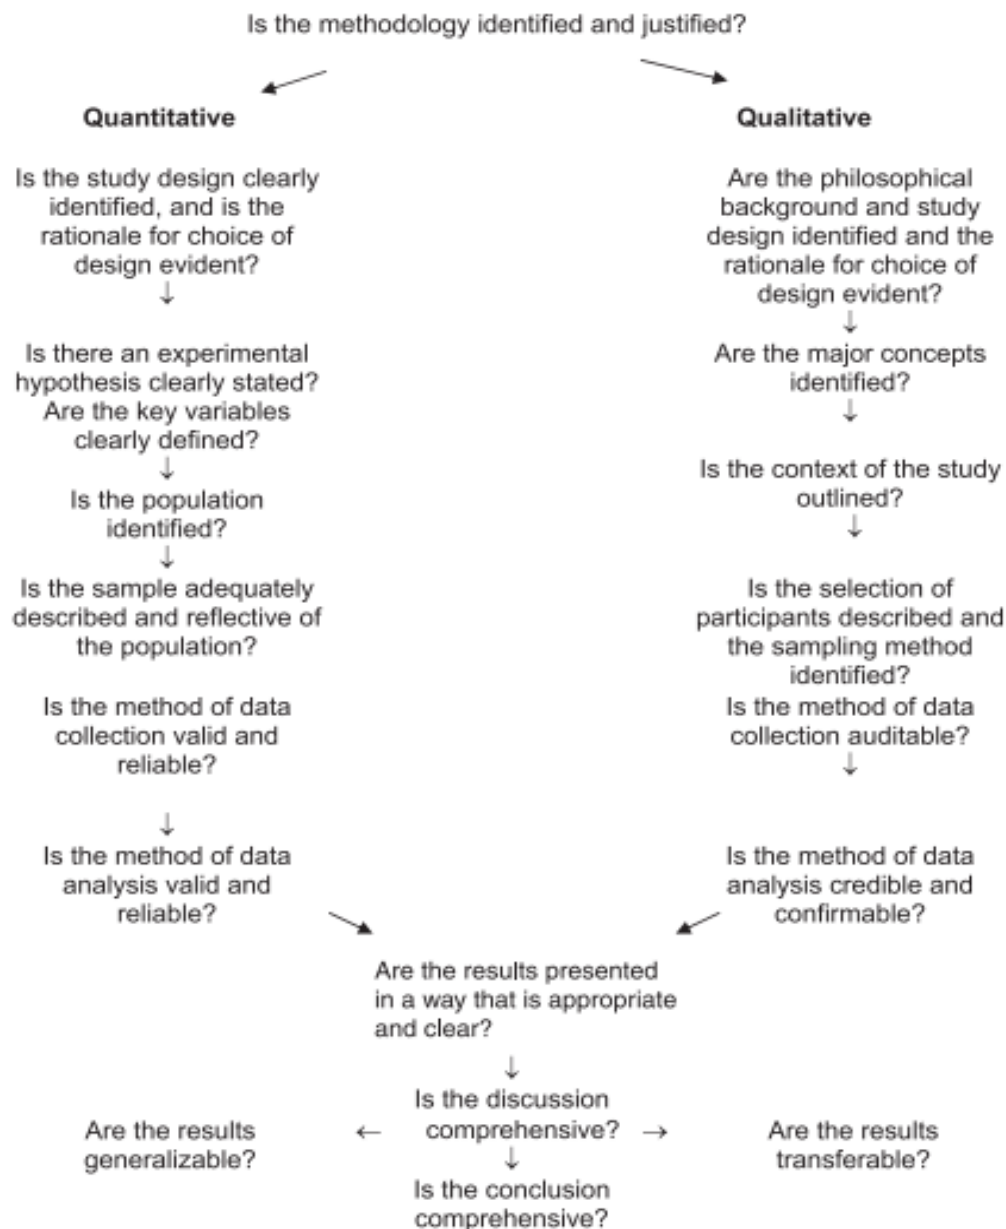 Is the methodology identified and justified?
Quantitative
Is the study design clearly
identified, and is the
rationale for choice of
design evident?
↓
Is there an experimental
hypothesis clearly stated?
Are the key variables
clearly defined?
↓
Is the population
identified?
↓
Is the sample adequately
described and reflective of
the population?
Is the method of data
collection valid and
reliable?
↓
Is the method of data
analysis valid and
reliable?
Qualitative
Are the philosophical
background and study
design identified and the
rationale for choice of
design evident?
↓
Are the major concepts
identified?
↓
Is the context of the study
outlined?
↓
Is the selection of
participants described and
the sampling method
identified?
Is the method of data
collection auditable?
↓
Is the method of data
analysis credible and
confirmable?
Are the results presented
in a way that is appropriate
and clear?
↓
Is the discussion
comprehensive?
← →
Are the results
generalizable?
Are the results
transferable?
↓
Is the conclusion
comprehensive?